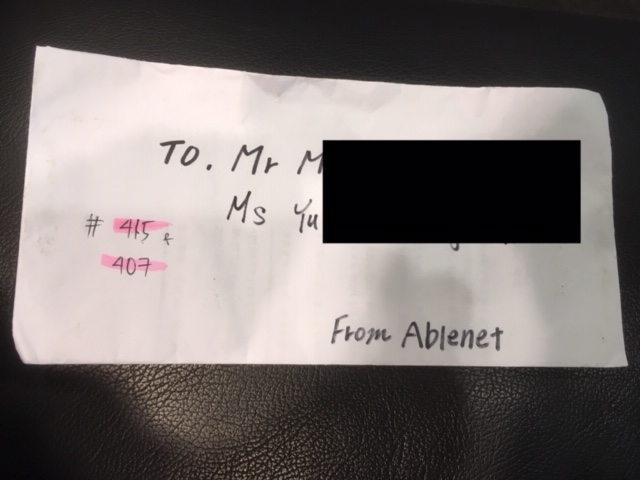 TO. Mr M
Ms Yu
# 415 &
407
From Ablenet